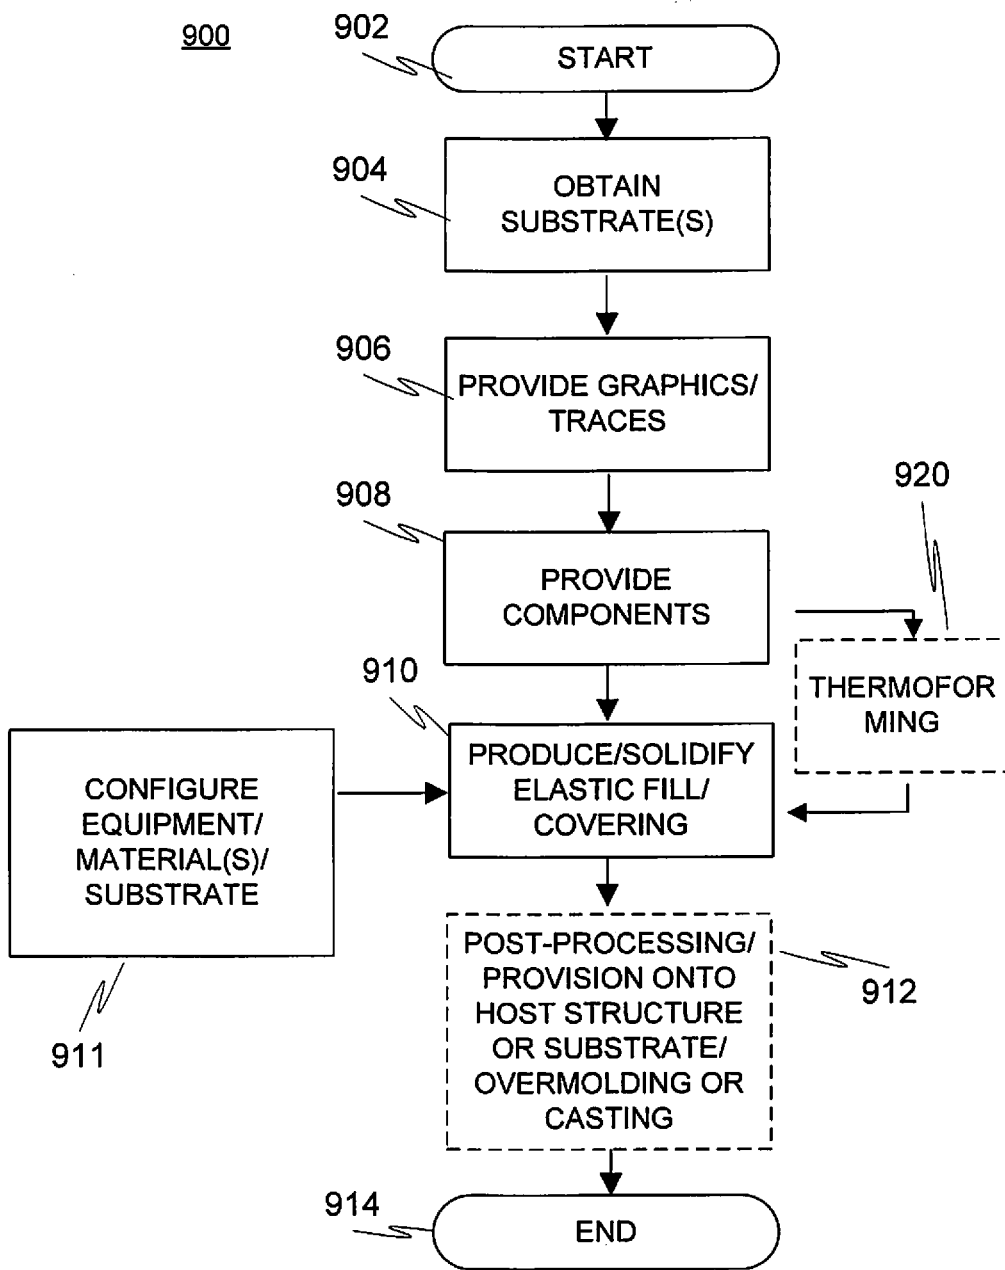 900
902
START
904
OBTAIN
SUBSTRATE(S)
906
PROVIDE GRAPHICS/
TRACES
908
PROVIDE
COMPONENTS
920
THERMOFOR
MING
910
PRODUCE/SOLIDIFY
ELASTIC FILL/
COVERING
CONFIGURE
EQUIPMENT/
MATERIAL(S)/
SUBSTRATE
911
POST-PROCESSING/
PROVISION ONTO
HOST STRUCTURE
OR SUBSTRATE/
OVERMOLDING OR
CASTING
912
914
END